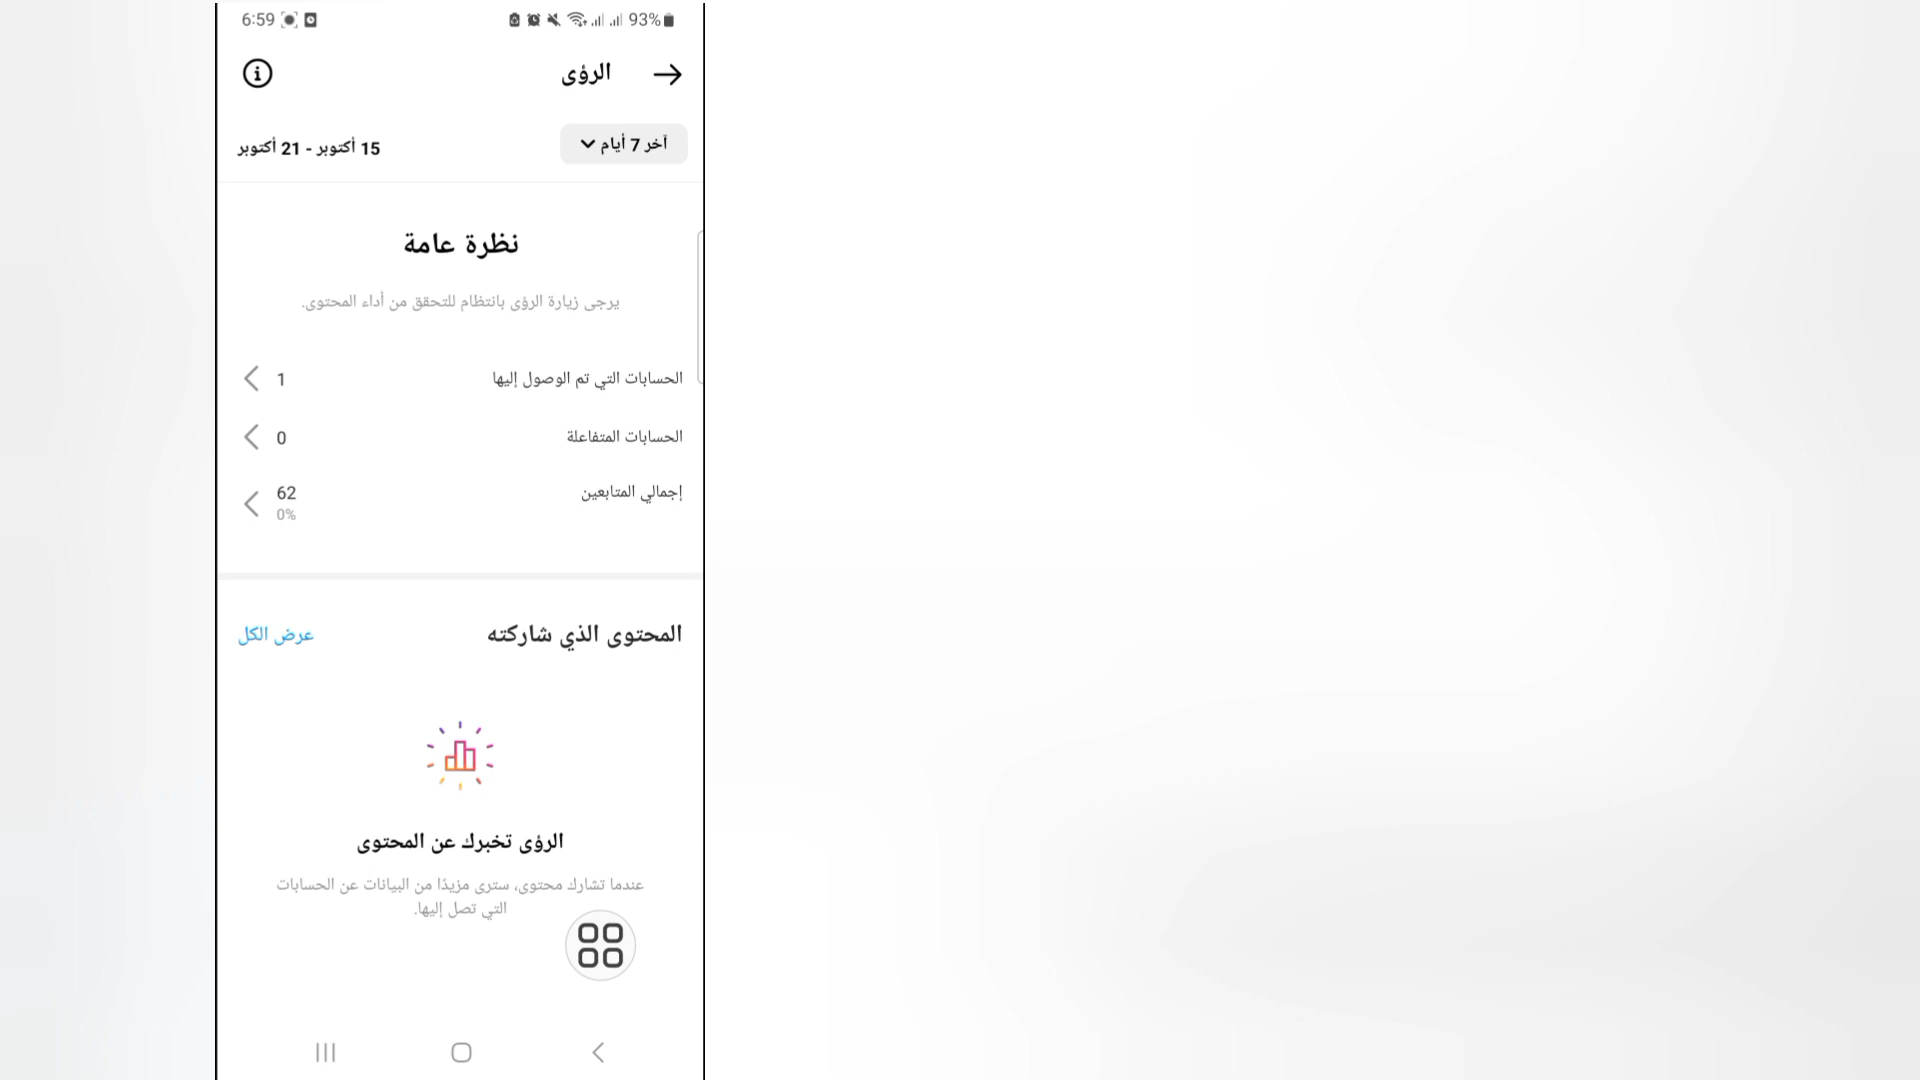 6:59 93%
الرؤى
آخر 7 أيام
15 أكتوبر - 21 أكتوبر
نظرة عامة
يرجى زيارة الرؤى بانتظام للتحقق من أداء المحتوى.
الحسابات التي تم الوصول إليها 1
الحسابات المتفاعلة 0
إجمالي المتابعين 62
0%
المحتوى الذي شاركته عرض الكل
الرؤى تخبرك عن المحتوى
عندما تشارك محتوى، سترى مزيدًا من البيانات عن الحسابات
التي تصل إليها.